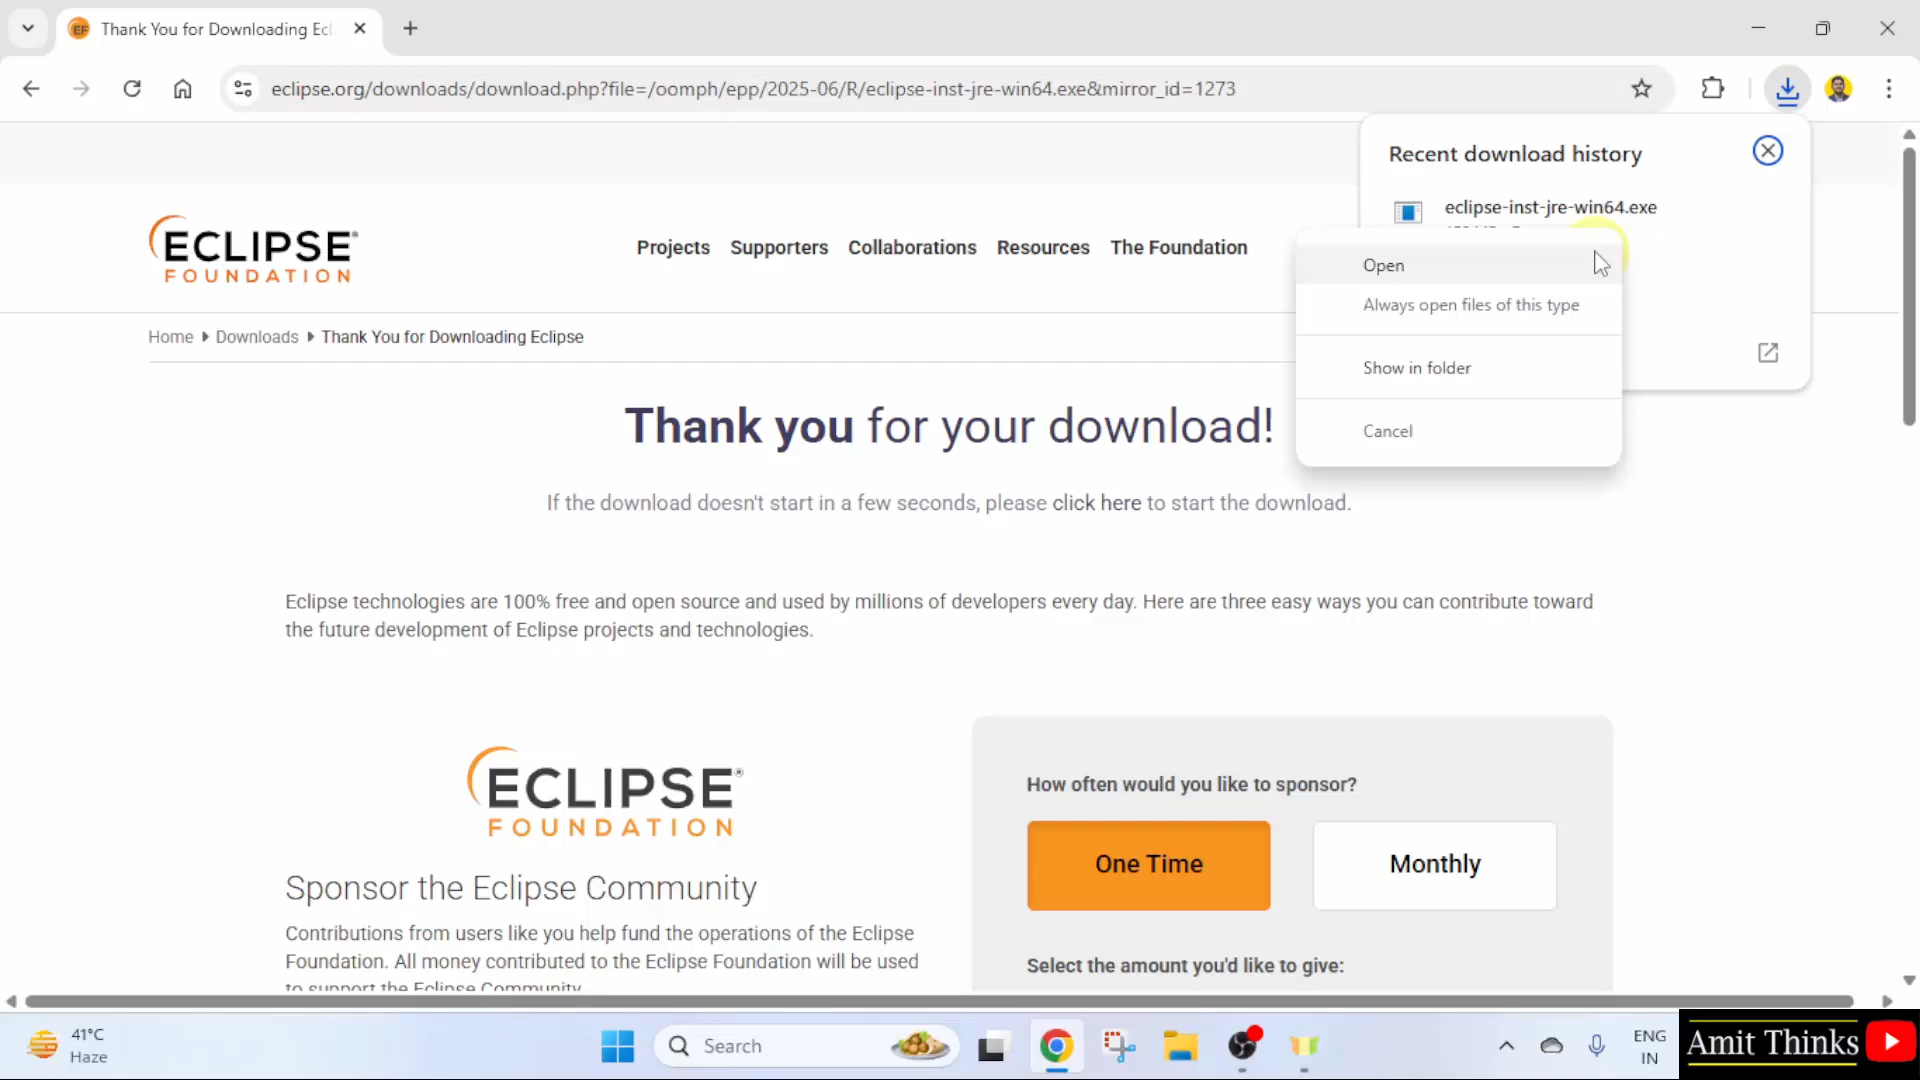 Thank You for Downloading Ecl
eclipse.org/downloads/download.php?file=/oomph/epp/2025-06/R/eclipse-inst-jre-win64.exe&mirror_id=1273
Recent download history
eclipse-inst-jre-win64.exe
Open
Always open files of this type
Show in folder
Cancel
ECLIPSE®
FOUNDATION
Projects Supporters Collaborations Resources The Foundation
Home Downloads Thank You for Downloading Eclipse
Thank you for your download!
If the download doesn't start in a few seconds, please click here to start the download.
Eclipse technologies are 100% free and open source and used by millions of developers every day. Here are three easy ways you can contribute toward
the future development of Eclipse projects and technologies.
ECLIPSE®
FOUNDATION
Sponsor the Eclipse Community
Contributions from users like you help fund the operations of the Eclipse
Foundation. All money contributed to the Eclipse Foundation will be used
to support the Eclipse Community.
How often would you like to sponsor?
One Time Monthly
Select the amount you'd like to give:
41°C
Haze
Search
ENG
IN
Amit Thinks